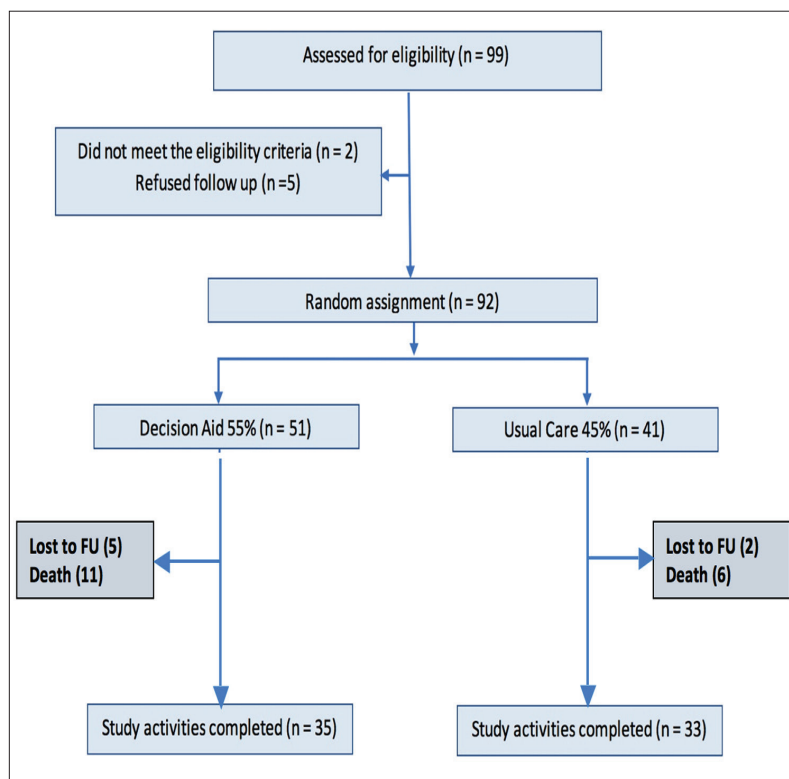 Assessed for eligibility (n = 99)
Did not meet the eligibility criteria (n = 2)
Refused follow up (n =5)
Random assignment (n = 92)
Decision Aid 55% (n = 51)
Usual Care 45% (n = 41)
Lost to FU (5)
Death (11)
Lost to FU (2)
Death (6)
Study activities completed (n = 35)
Study activities completed (n = 33)